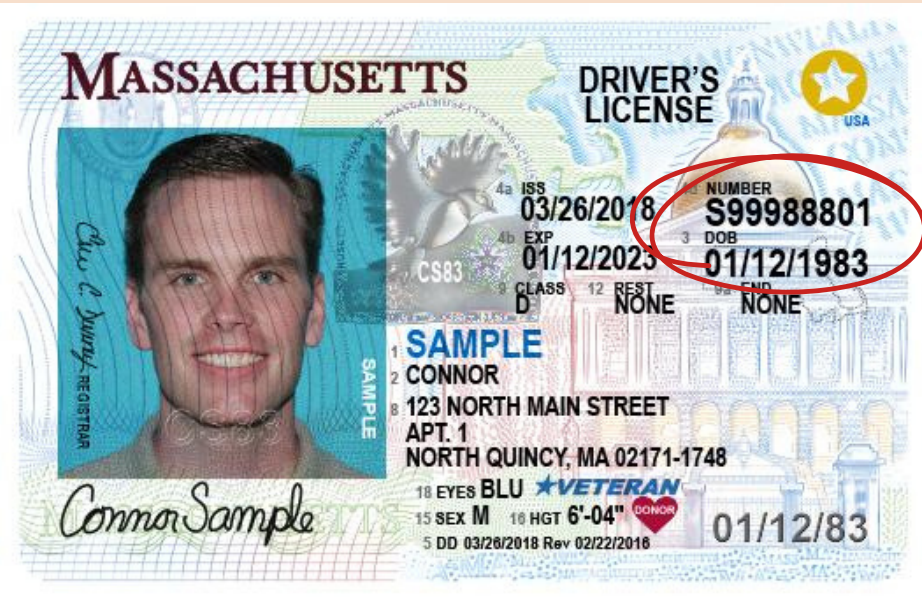 MASSACHUSETTS
DRIVER'S
LICENSE
USA
4a ISS
03/26/2018
NUMBER
S99988801
4b EXP
01/12/2023
3 DOB
01/12/1983
9 CLASS
D
12 REST
NONE
9a END
NONE
CS83
1 SAMPLE
2 CONNOR
8 123 NORTH MAIN STREET
APT. 1
NORTH QUINCY, MA 02171-1748
18 EYES BLU ★VETERAN
15 SEX M 16 HGT 6'-04" DONOR
01/12/83
5 DD 03/26/2018 Rev 02/22/2016
REGISTRAR
SAMPLE
CS83
Connor Sample